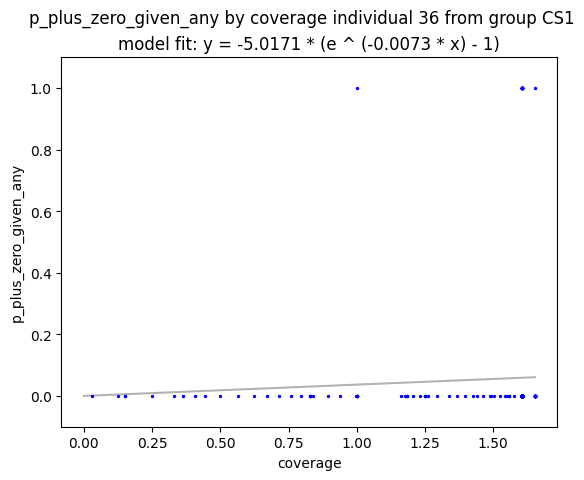 p_plus_zero_given_any by coverage individual 36 from group CS1
model fit: y = -5.0171 * (e ^ (-0.0073 * x) - 1)
1.0
0.8
0.6
0.4
0.2
0.0
p_plus_zero_given_any
0.00 0.25 0.50 0.75 1.00 1.25 1.50
coverage